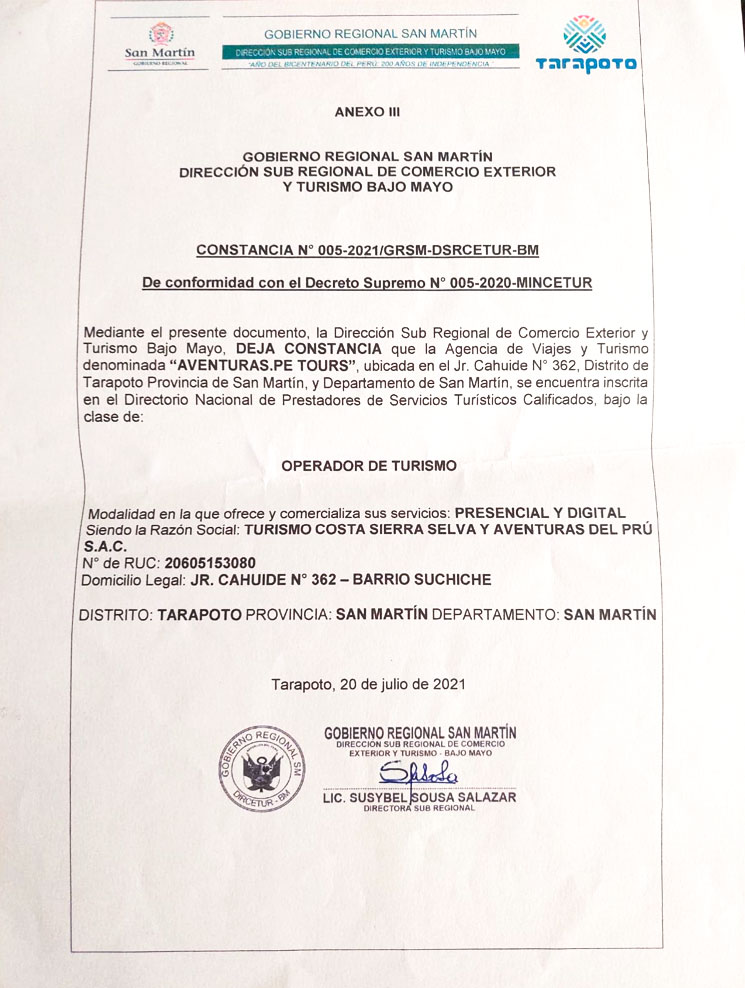 San Martín
GOBIERNO REGIONAL
GOBIERNO REGIONAL SAN MARTÍN
DIRECCIÓN SUB REGIONAL DE COMERCIO EXTERIOR Y TURISMO BAJO MAYO
"AÑO DEL BICENTENARIO DEL PERÚ: 200 AÑOS DE INDEPENDENCIA"
TARAPOTO
ANEXO III
GOBIERNO REGIONAL SAN MARTÍN
DIRECCIÓN SUB REGIONAL DE COMERCIO EXTERIOR
Y TURISMO BAJO MAYO
CONSTANCIA N° 005-2021/GRSM-DSRCETUR-BM
De conformidad con el Decreto Supremo N° 005-2020-MINCETUR
Mediante el presente documento, la Dirección Sub Regional de Comercio Exterior y
Turismo Bajo Mayo, DEJA CONSTANCIA que la Agencia de Viajes y Turismo
denominada “AVENTURAS.PE TOURS”, ubicada en el Jr. Cahuide N° 362, Distrito de
Tarapoto Provincia de San Martín, y Departamento de San Martín, se encuentra inscrita
en el Directorio Nacional de Prestadores de Servicios Turísticos Calificados, bajo la
clase de:
OPERADOR DE TURISMO
Modalidad en la que ofrece y comercializa sus servicios: PRESENCIAL Y DIGITAL
Siendo la Razón Social: TURISMO COSTA SIERRA SELVA Y AVENTURAS DEL PRÚ
S.A.C.
N° de RUC: 20605153080
Domicilio Legal: JR. CAHUIDE N° 362 – BARRIO SUCHICHE
DISTRITO: TARAPOTO PROVINCIA: SAN MARTÍN DEPARTAMENTO: SAN MARTÍN
Tarapoto, 20 de julio de 2021
GOBIERNO REGIONAL SM
DIRCETUR - BM
GOBIERNO REGIONAL SAN MARTÍN
DIRECCION SUB REGIONAL DE COMERCIO
EXTERIOR Y TURISMO - BAJO MAYO
LIC. SUSYBEL SOUSA SALAZAR
DIRECTORA SUB REGIONAL